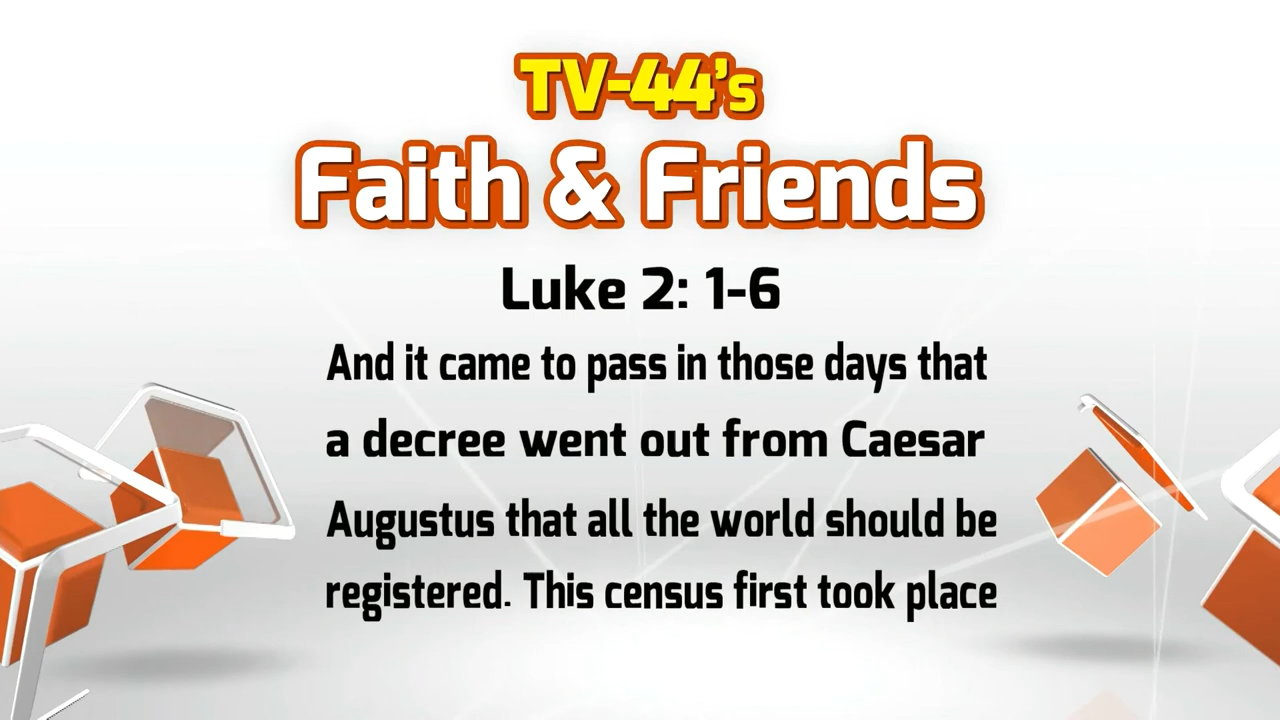 TV-44's
Faith & Friends
Luke 2: 1-6
And it came to pass in those days that
a decree went out from Caesar
Augustus that all the world should be
registered. This census first took place